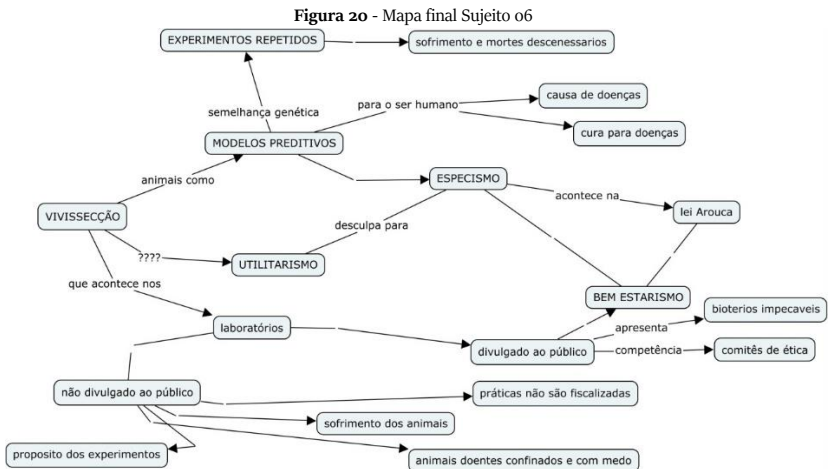 Figura 20 - Mapa final Sujeito 06
EXPERIMENTOS REPETIDOS
sofrimento e mortes descenessarios
semelhança genética
para o ser humano
causa de doenças
cura para doenças
MODELOS PREDITIVOS
animais como
ESPECISMO
acontece na
lei Arouca
VIVISSECÇÃO
desculpa para
????
UTILITARISMO
que acontece nos
BEM ESTARISMO
bioterios impecaveis
laboratórios
apresenta
divulgado ao público
competência
comitês de ética
não divulgado ao público
práticas não são fiscalizadas
sofrimento dos animais
proposito dos experimentos
animais doentes confinados e com medo